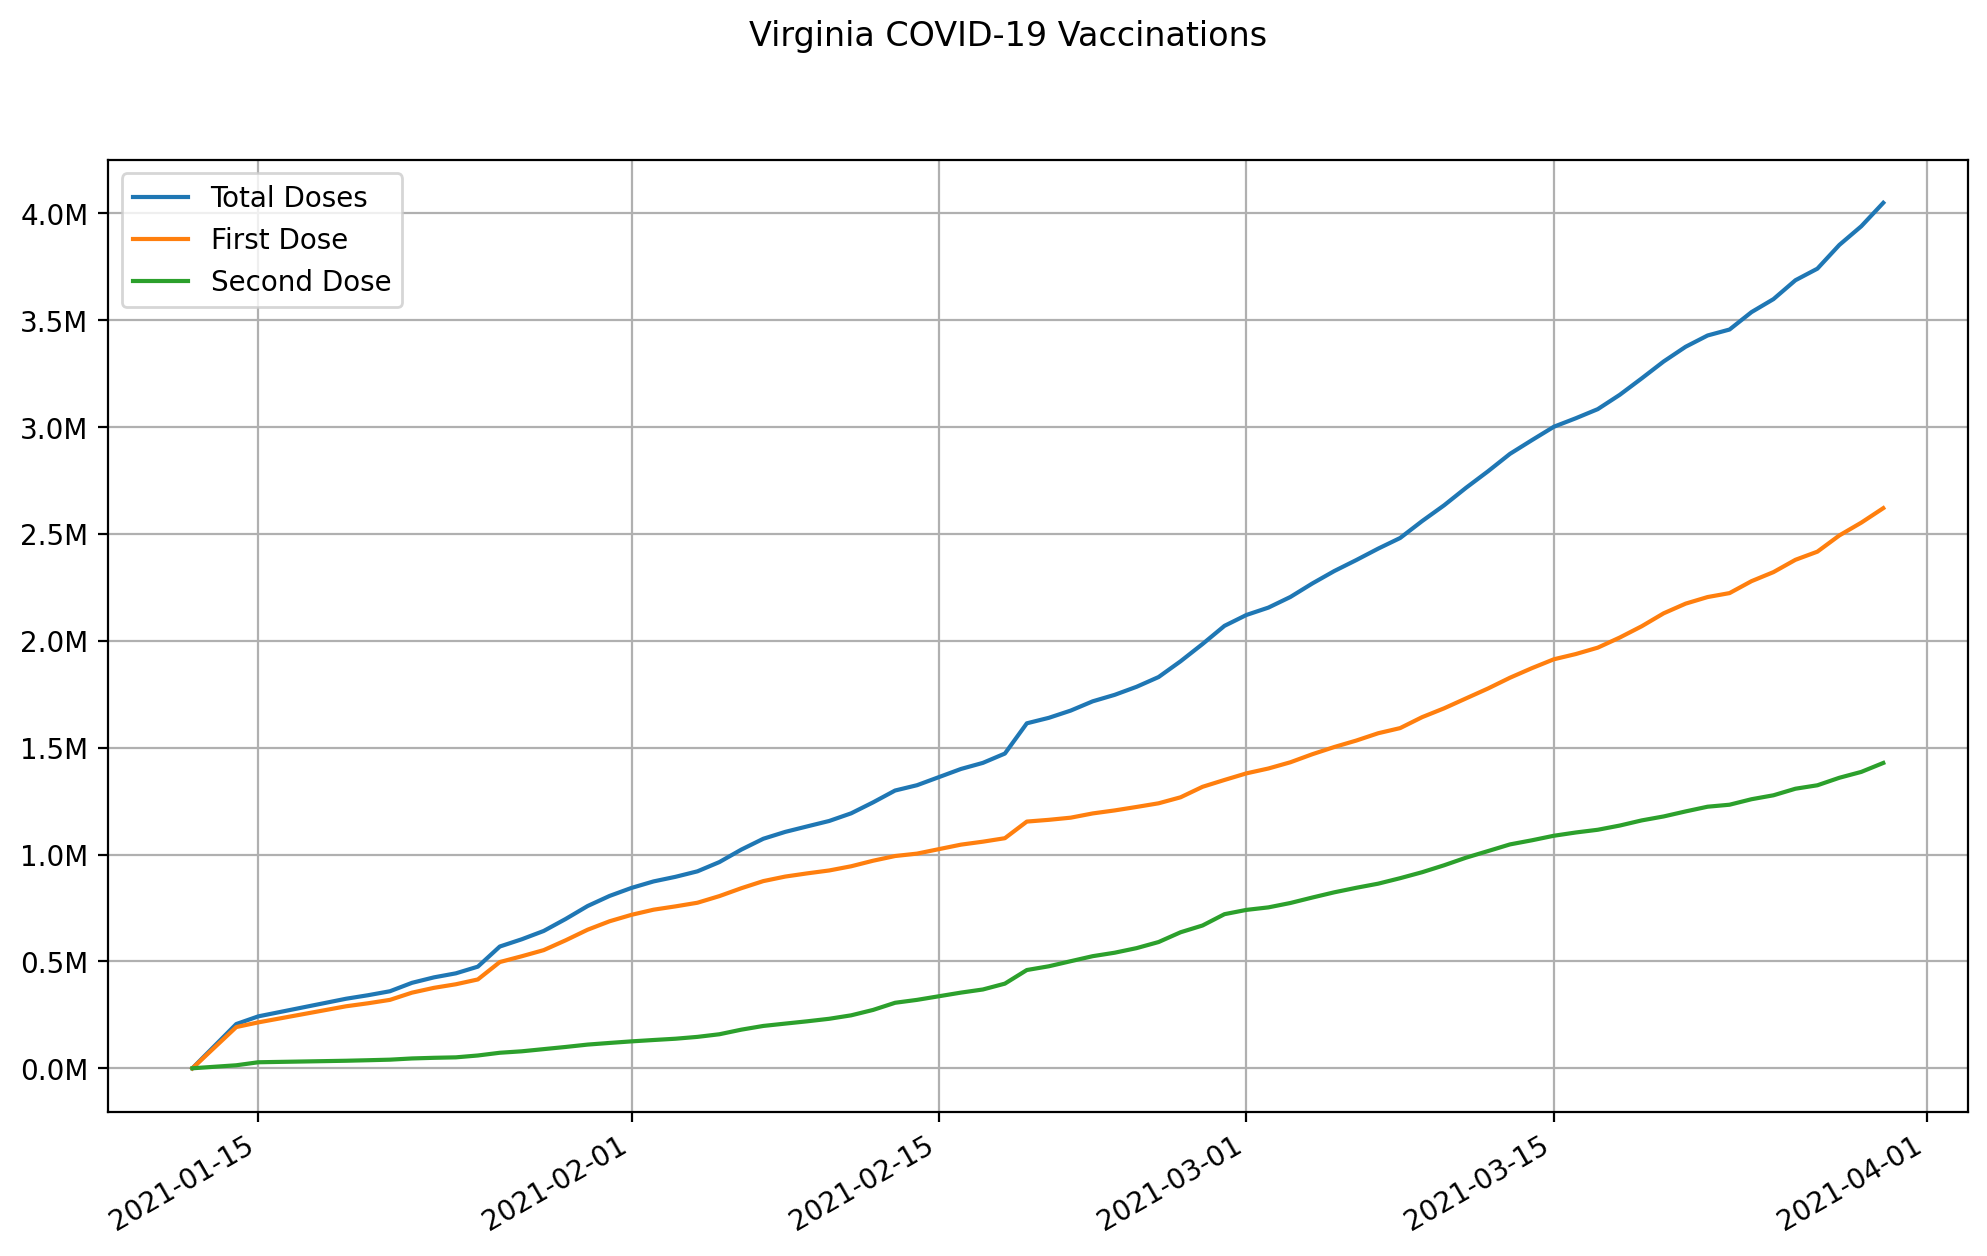 Virginia COVID-19 Vaccinations
Total Doses
First Dose
Second Dose
4.0M
3.5M
3.0M
2.5M
2.0M
1.5M
1.0M
0.5M
0.0M
2021-01-15
2021-02-01
2021-02-15
2021-03-01
2021-03-15
2021-04-01